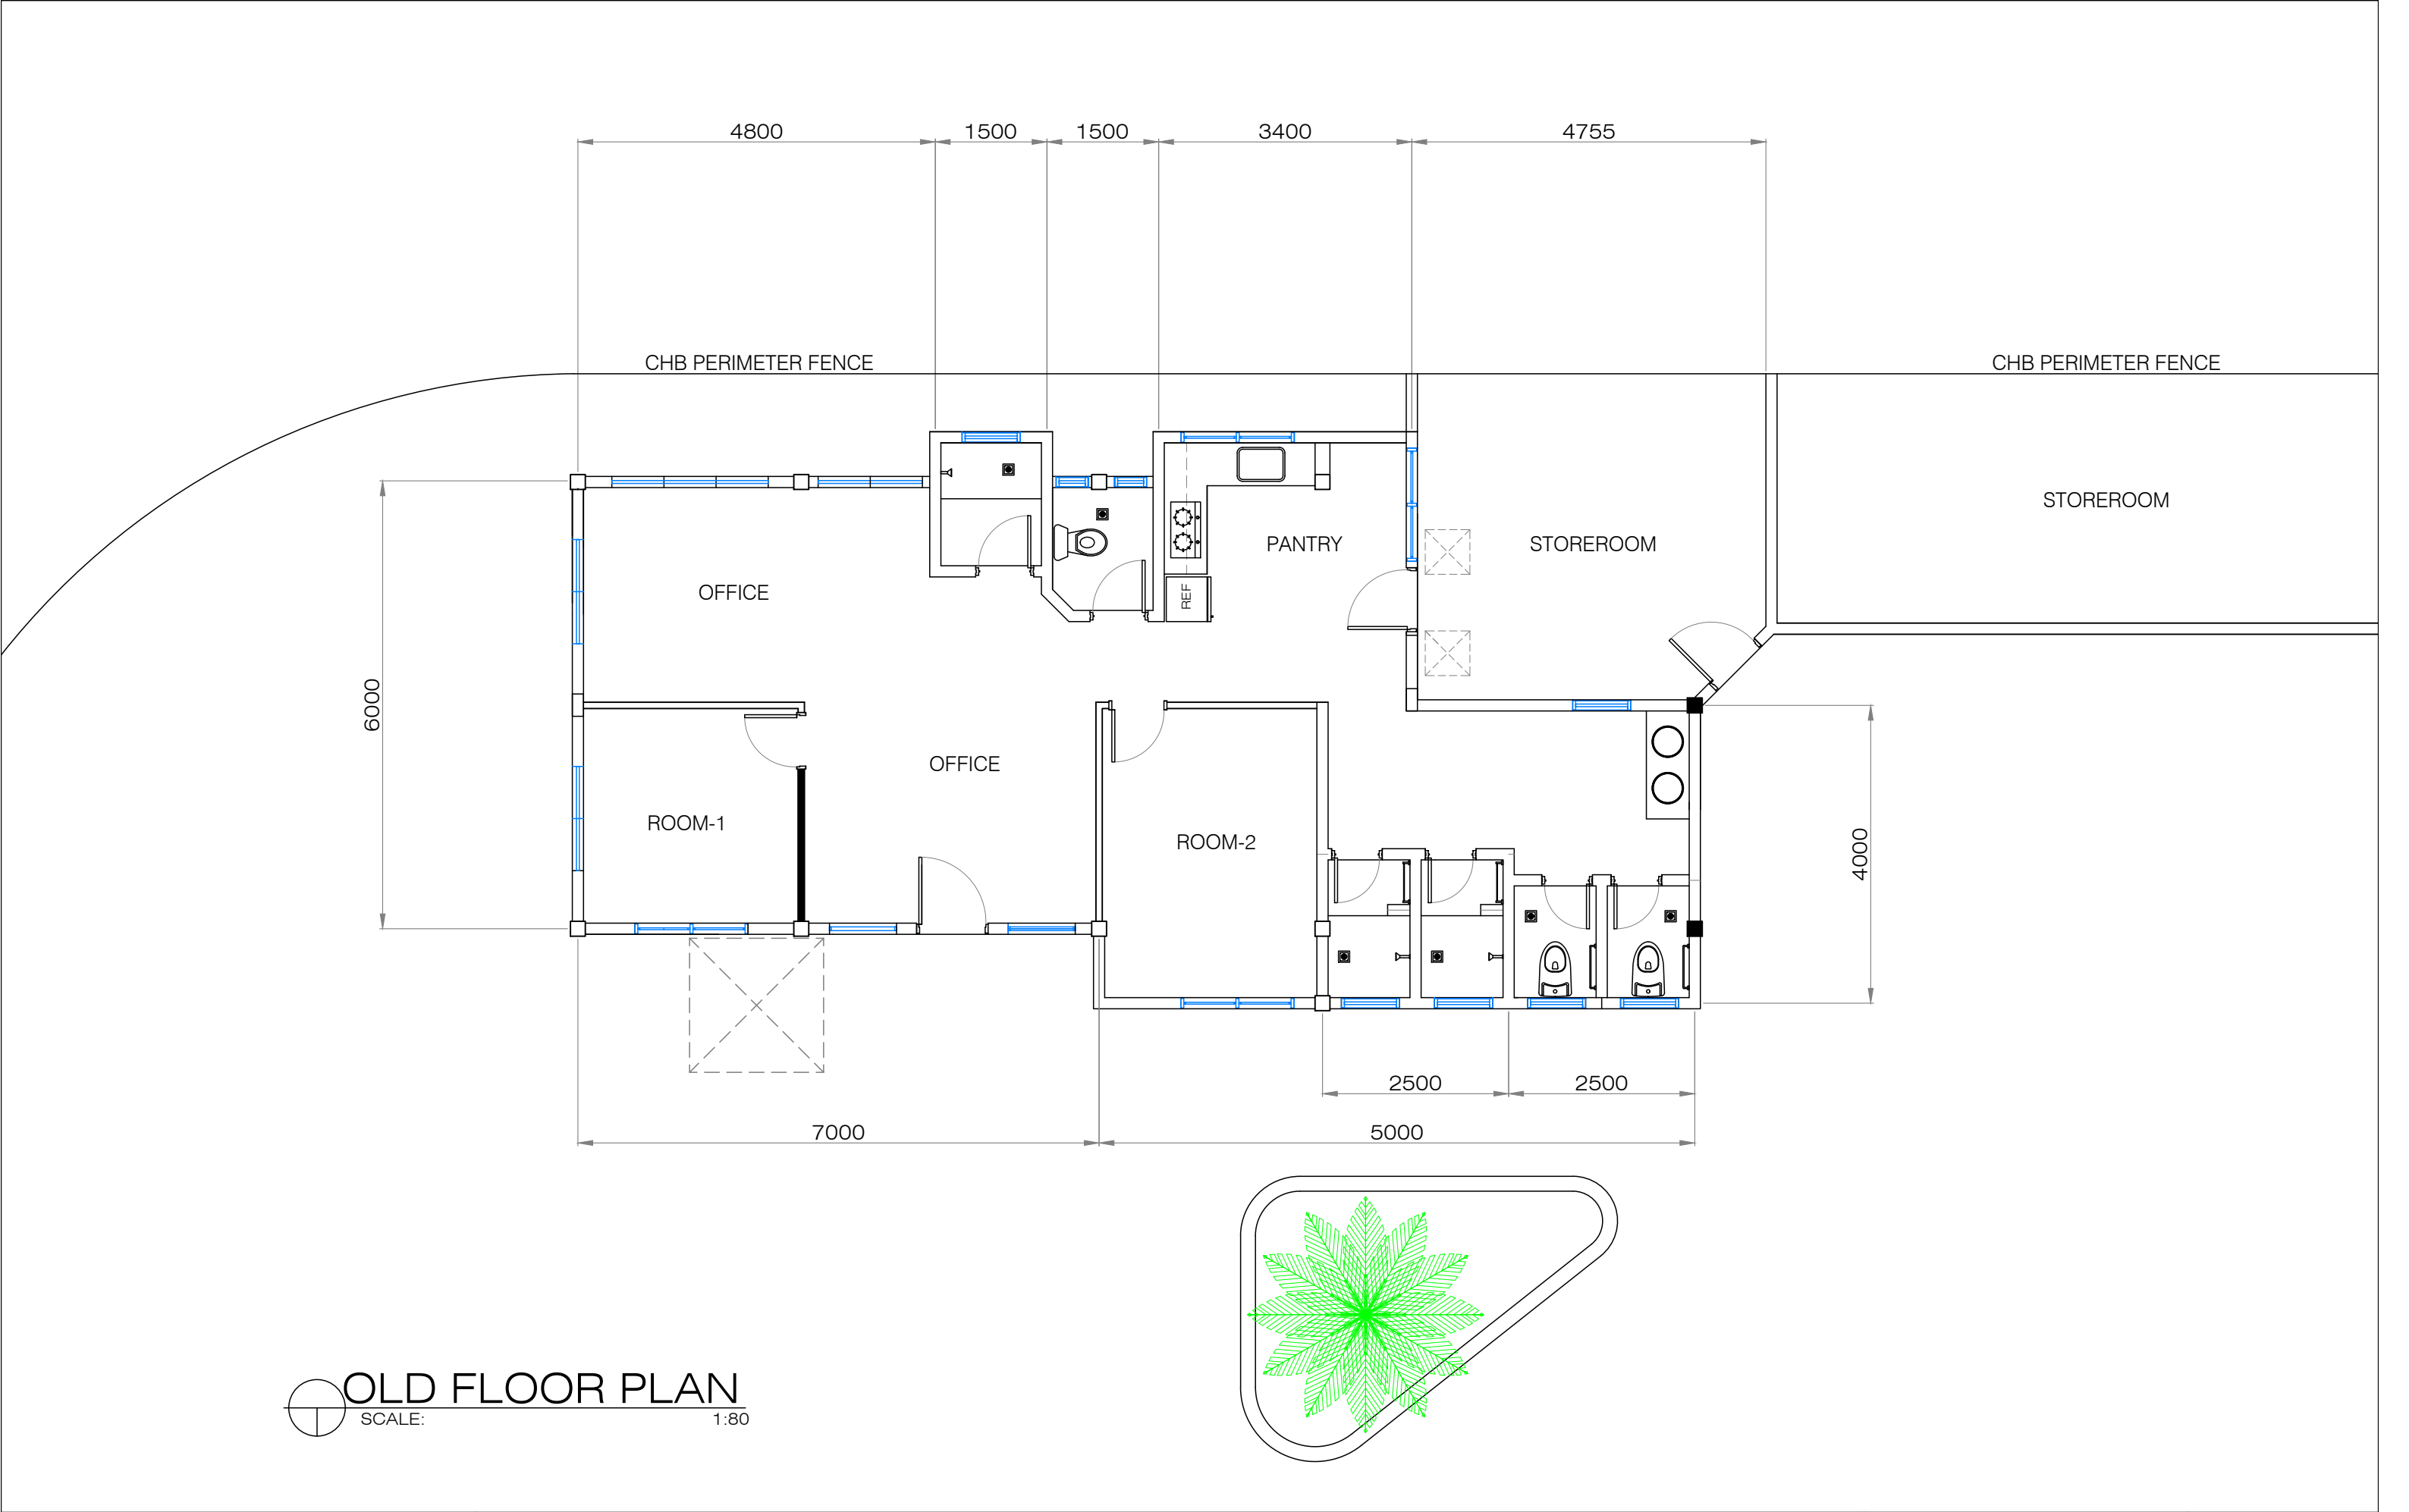 4800
1500
1500
3400
4755
CHB PERIMETER FENCE
CHB PERIMETER FENCE
STOREROOM
PANTRY
STOREROOM
OFFICE
REF
6000
OFFICE
ROOM-1
ROOM-2
4000
2500
2500
7000
5000
OLD FLOOR PLAN
SCALE: 1:80